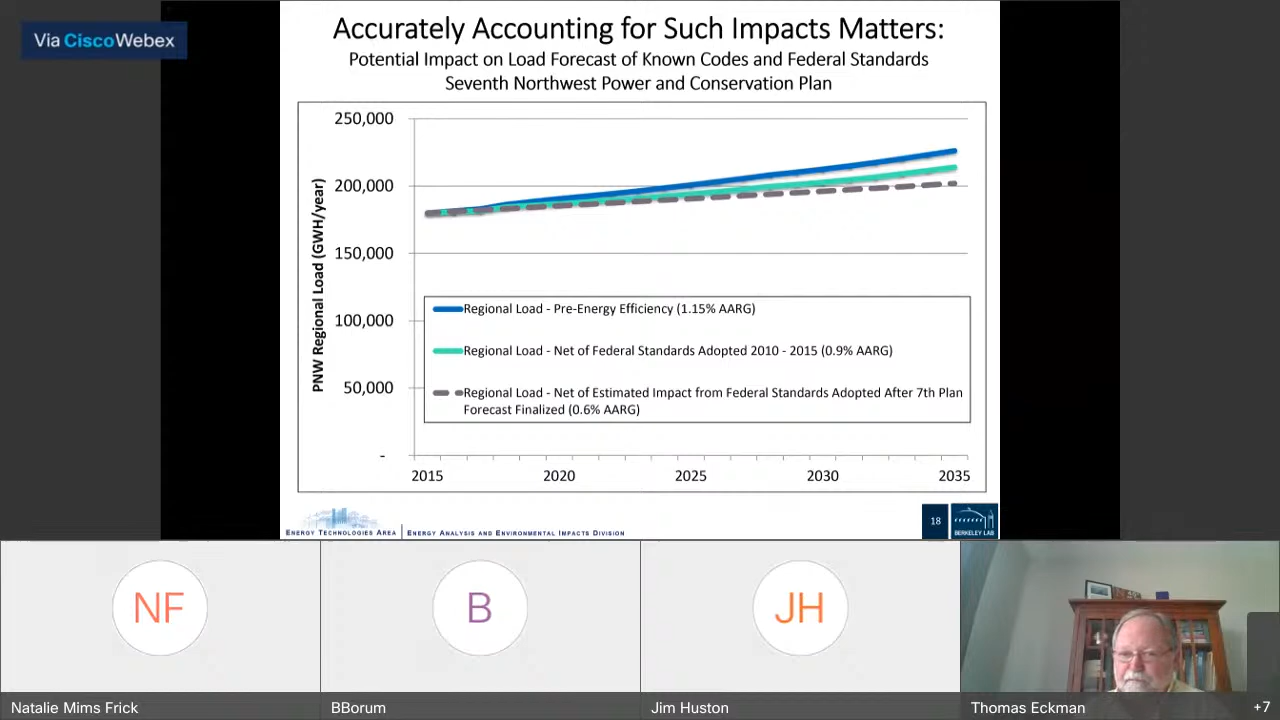 Via CiscoWebex
Accurately Accounting for Such Impacts Matters:
Potential Impact on Load Forecast of Known Codes and Federal Standards
Seventh Northwest Power and Conservation Plan
PNW Regional Load (GWH/year)
250,000
200,000
150,000
100,000
50,000
-
Regional Load - Pre-Energy Efficiency (1.15% AARG)
Regional Load - Net of Federal Standards Adopted 2010 - 2015 (0.9% AARG)
Regional Load - Net of Estimated Impact from Federal Standards Adopted After 7th Plan
Forecast Finalized (0.6% AARG)
2015 2020 2025 2030 2035
ENERGY TECHNOLOGIES AREA ENERGY ANALYSIS AND ENVIRONMENTAL IMPACTS DIVISION
18
BERKELEY LAB
NF
B
JH
Natalie Mims Frick
BBorum
Jim Huston
Thomas Eckman
+7